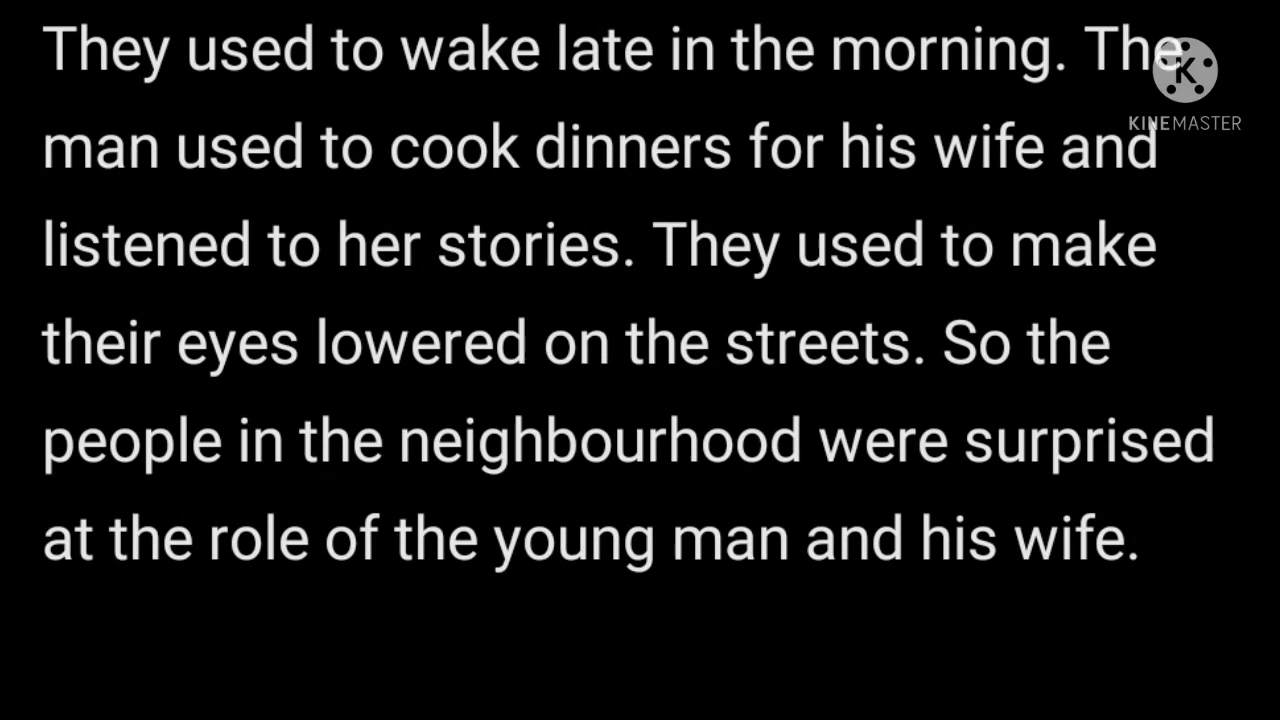 They used to wake late in the morning. The
KINEMASTER
man used to cook dinners for his wife and
listened to her stories. They used to make
their eyes lowered on the streets. So the
people in the neighbourhood were surprised
at the role of the young man and his wife.